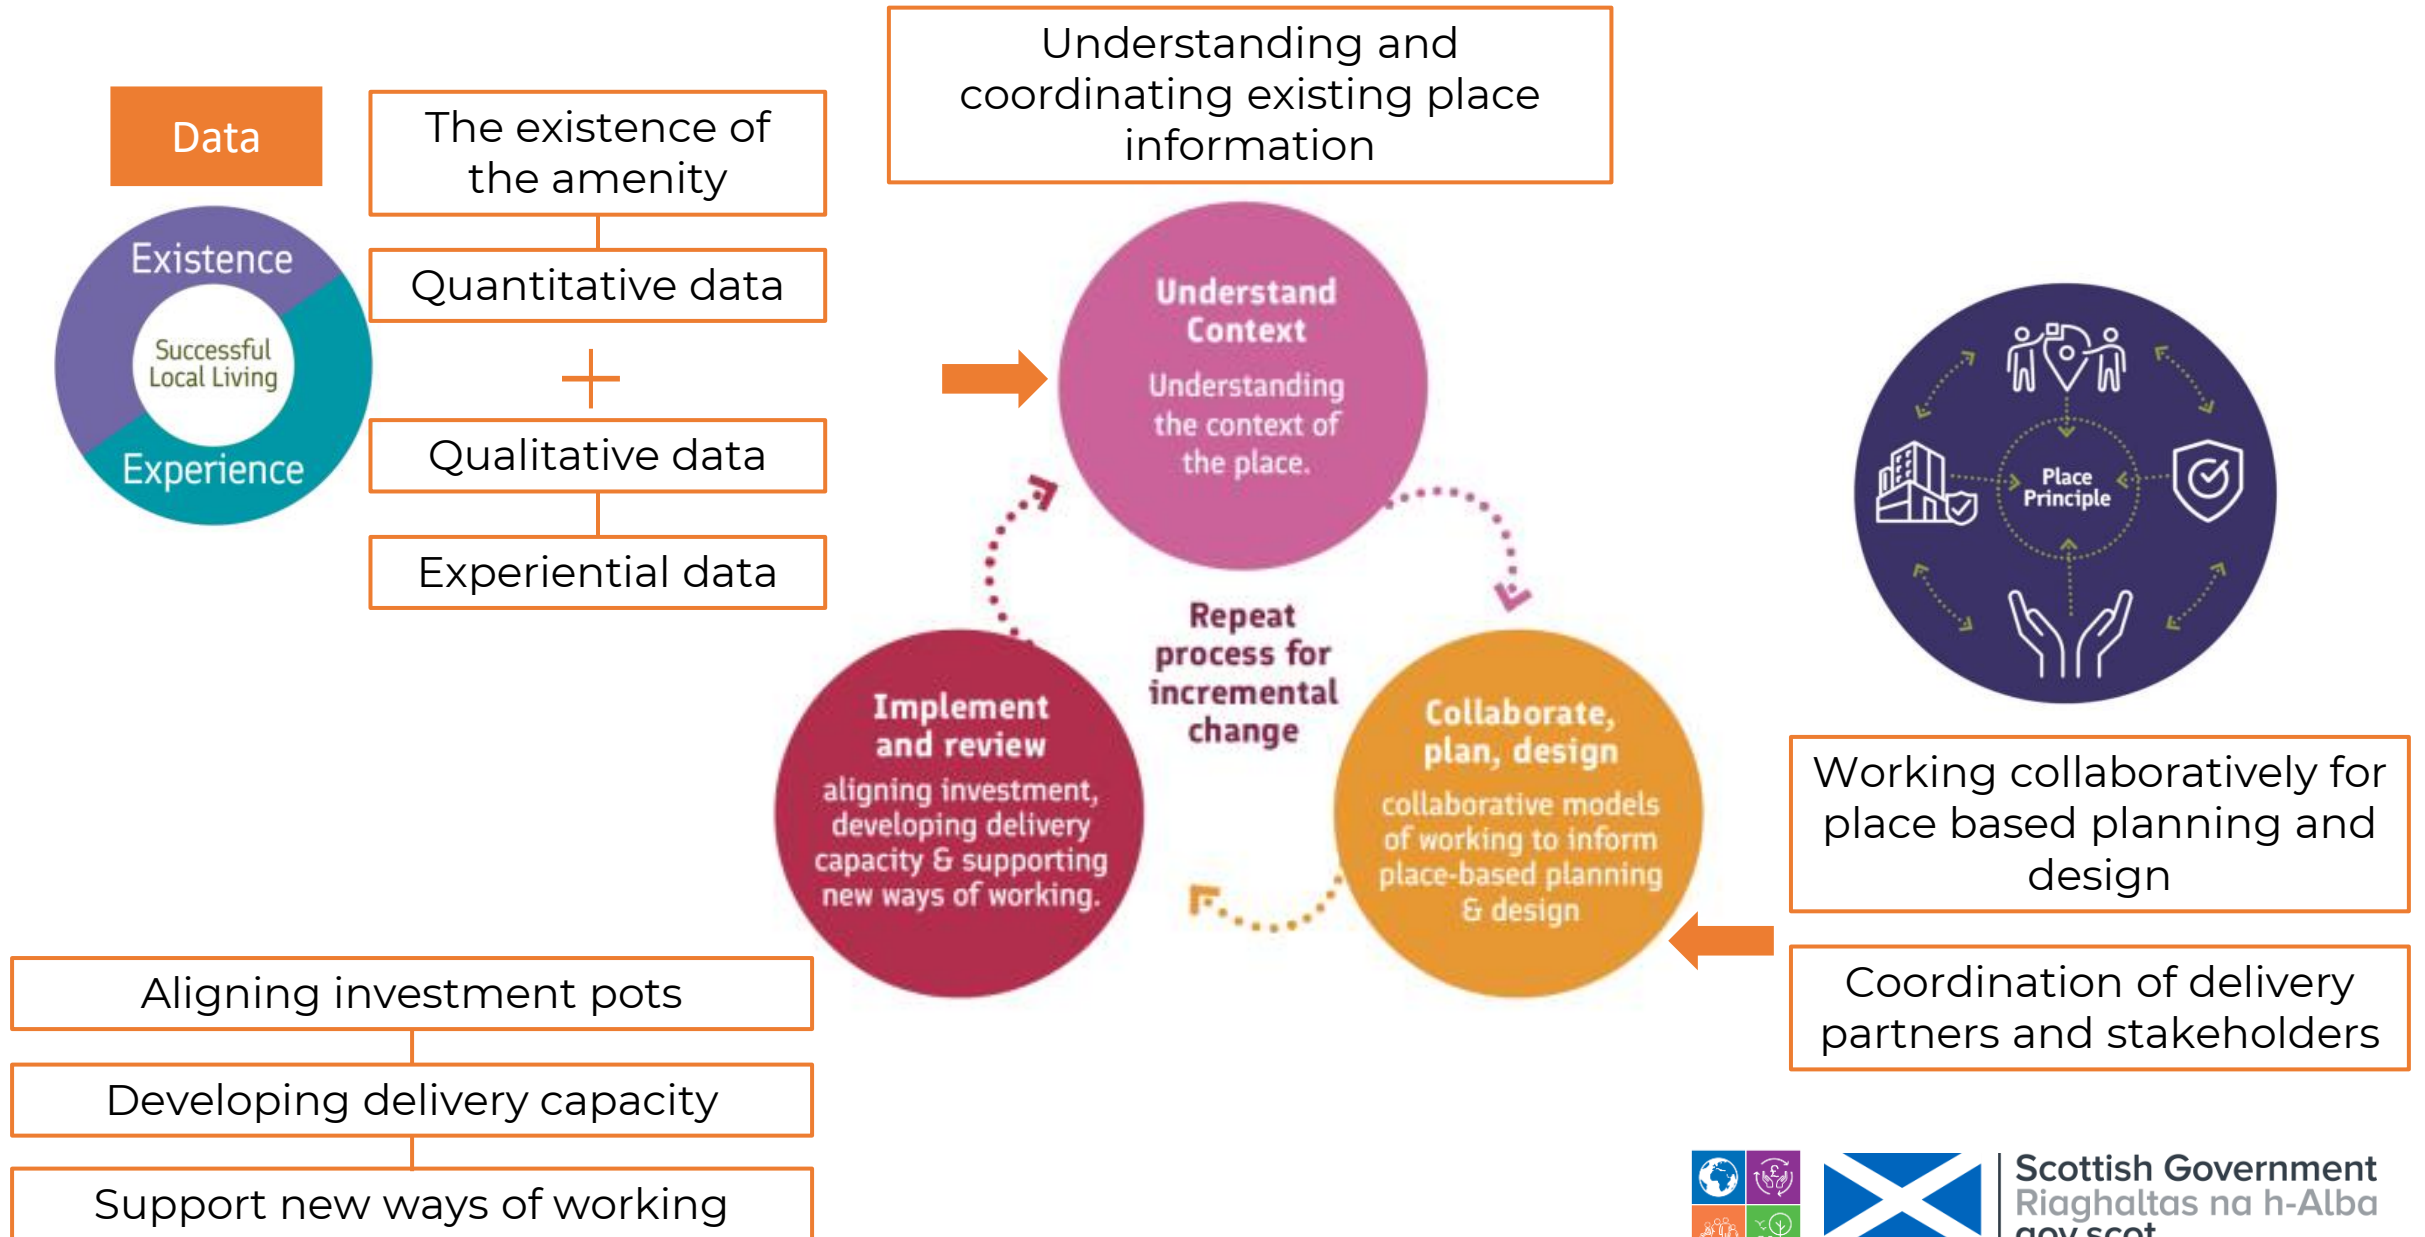 Data
The existence of
the amenity
Existence
Successful
Local Living
Experience
Quantitative data
+
Qualitative data
Experiential data
Understanding and
coordinating existing place
information
Understand
Context
Understanding
the context of
the place.
Repeat
process for
incremental
change
Collaborate,
plan, design
collaborative models
of working to inform
place-based planning
& design
Implement
and review
aligning investment,
developing delivery
capacity & supporting
new ways of working.
Place
Principle
Working collaboratively for
place based planning and
design
Coordination of delivery
partners and stakeholders
Aligning investment pots
Developing delivery capacity
Support new ways of working
Scottish Government
Riaghaltas na h-Alba
gov.scot